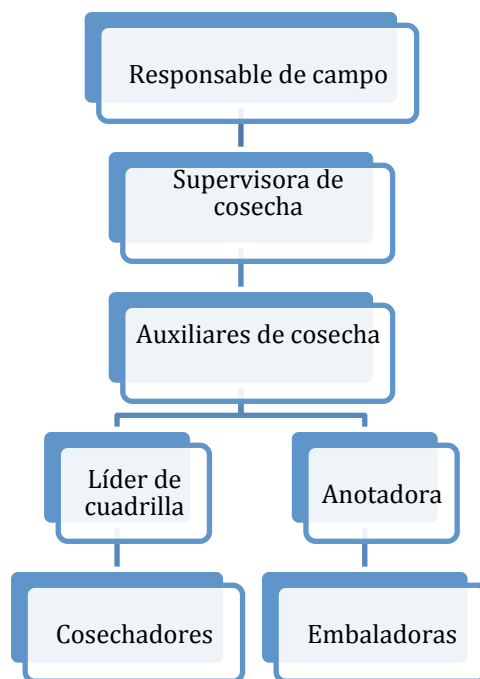 Responsable de campo
Supervisora de
cosecha
Auxiliares de cosecha
Líder de
cuadrilla
Anotadora
Cosechadores
Embaladoras